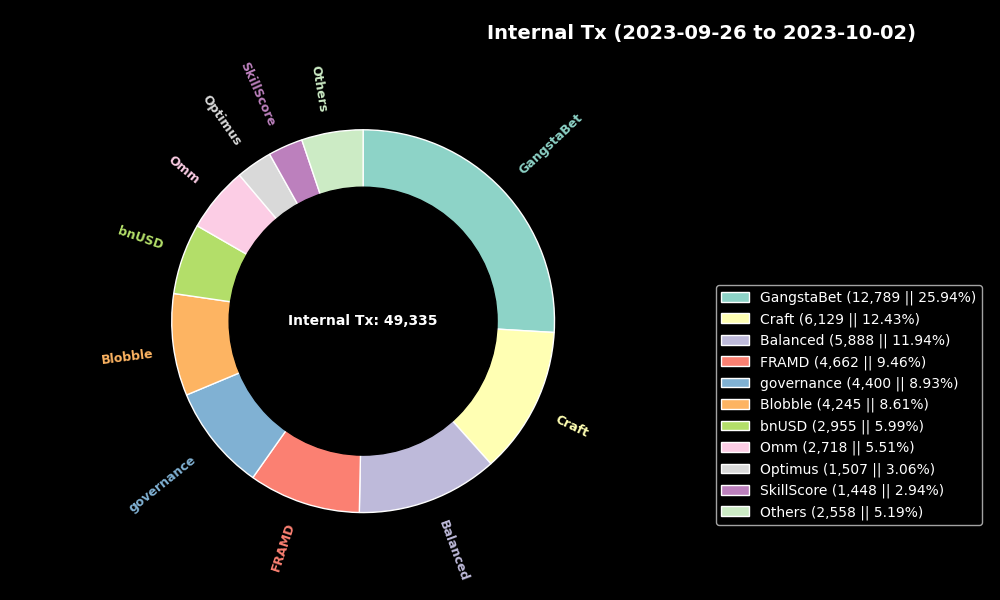 Internal Tx (2023-09-26 to 2023-10-02)
GangstaBet
Craft
Balanced
FRAMD
governance
Blobble
bnUSD
Omm
Optimus
SkillScore
Others
Internal Tx: 49,335
GangstaBet (12,789 || 25.94%)
Craft (6,129 || 12.43%)
Balanced (5,888 || 11.94%)
FRAMD (4,662 || 9.46%)
governance (4,400 || 8.93%)
Blobble (4,245 || 8.61%)
bnUSD (2,955 || 5.99%)
Omm (2,718 || 5.51%)
Optimus (1,507 || 3.06%)
SkillScore (1,448 || 2.94%)
Others (2,558 || 5.19%)